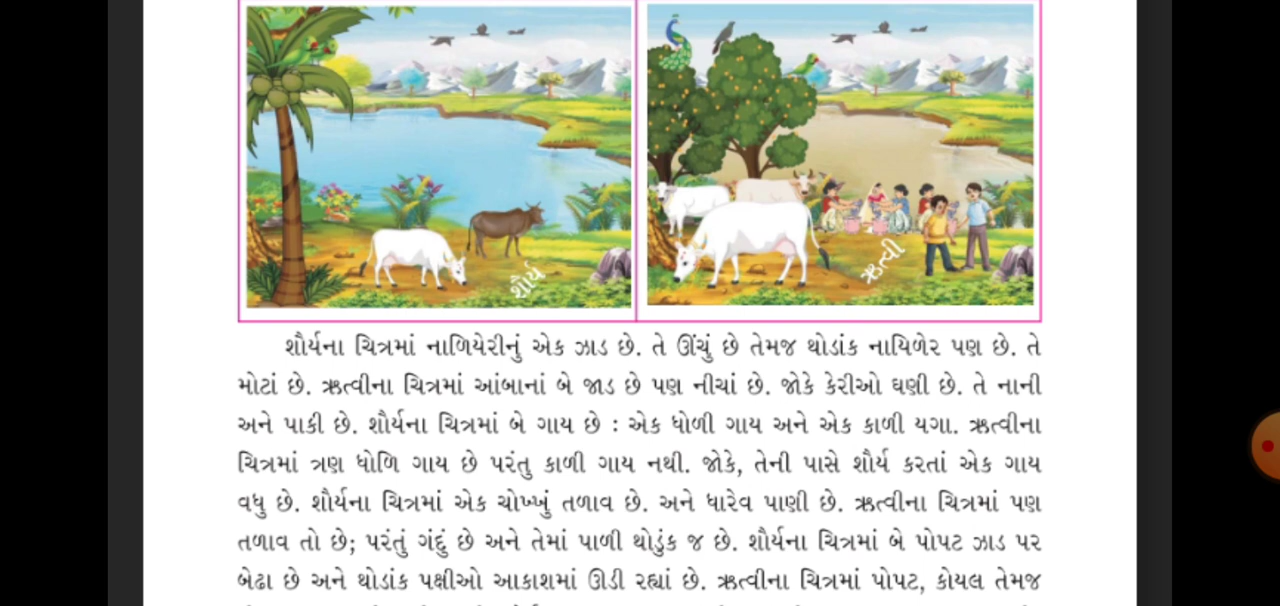 શૌર્ય
ઋત્વી
શૌર્યના ચિત્રમાં નાળિયેરીનું એક ઝાડ છે. તે ઊંચું છે તેમજ થોડાંક નાયિળેર પણ છે. તે
મોટાં છે. ઋત્વીના ચિત્રમાં આંબાનાં બે જાડ છે પણ નીચાં છે. જોકે કેરીઓ ઘણી છે. તે નાની
અને પાકી છે. શૌર્યના ચિત્રમાં બે ગાય છે : એક ધોળી ગાય અને એક કાળી યગા. ઋત્વીના
ચિત્રમાં ત્રણ ધોળિ ગાય છે પરંતુ કાળી ગાય નથી. જોકે, તેની પાસે શૌર્ય કરતાં એક ગાય
વધુ છે. શૌર્યના ચિત્રમાં એક ચોખ્ખું તળાવ છે. અને ધારેવ પાણી છે. ઋત્વીના ચિત્રમાં પણ
તળાવ તો છે; પરંતું ગંદું છે અને તેમાં પાળી થોડુંક જ છે. શૌર્યના ચિત્રમાં બે પોપટ ઝાડ પર
બેઢા છે અને થોડાંક પક્ષીઓ આકાશમાં ઊડી રહ્યાં છે. ઋત્વીના ચિત્રમાં પોપટ, કોયલ તેમજ